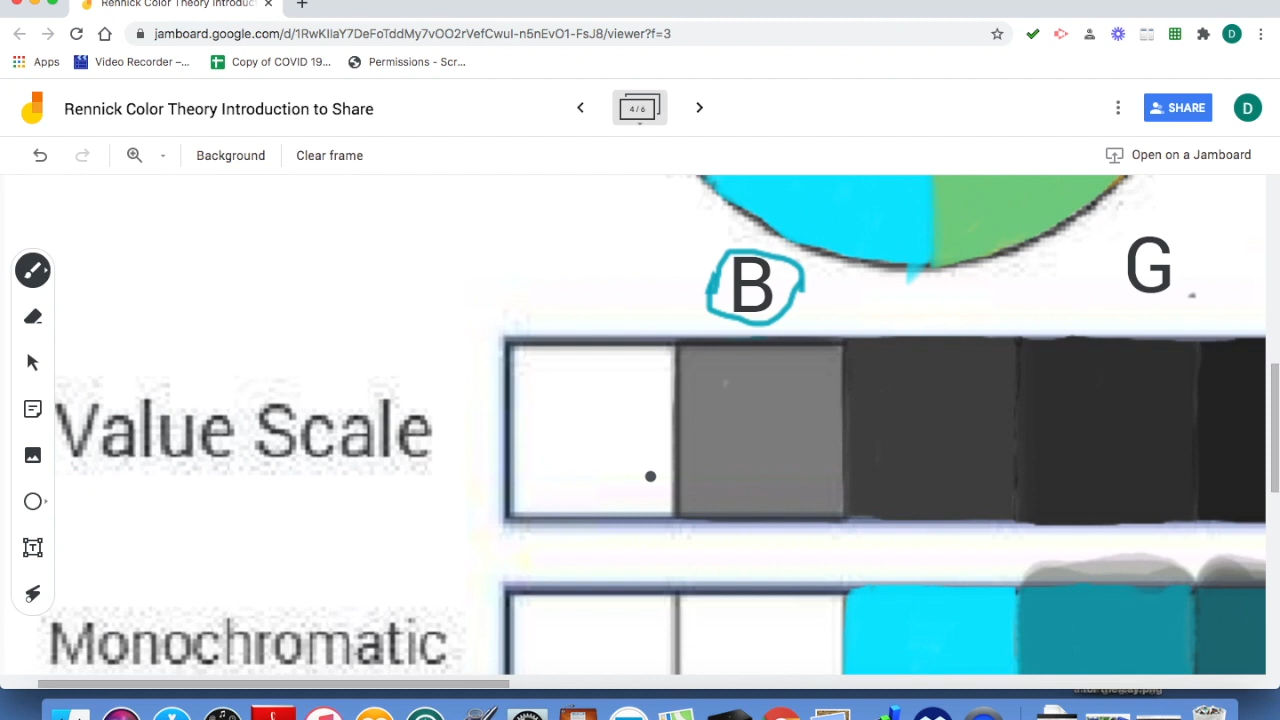 Rennick Color Theory Introduc
jamboard.google.com/d/1RwKIlaY7DeFoTddMy7vOO2rVefCwuI-n5nEvO1-FsJ8/viewer?f=3
D
Apps
Video Recorder –...
Copy of COVID 19...
Permissions - Scr...
Rennick Color Theory Introduction to Share
4 / 6
SHARE
D
Background
Clear frame
Open on a Jamboard
B
G
Value Scale
Monochromatic